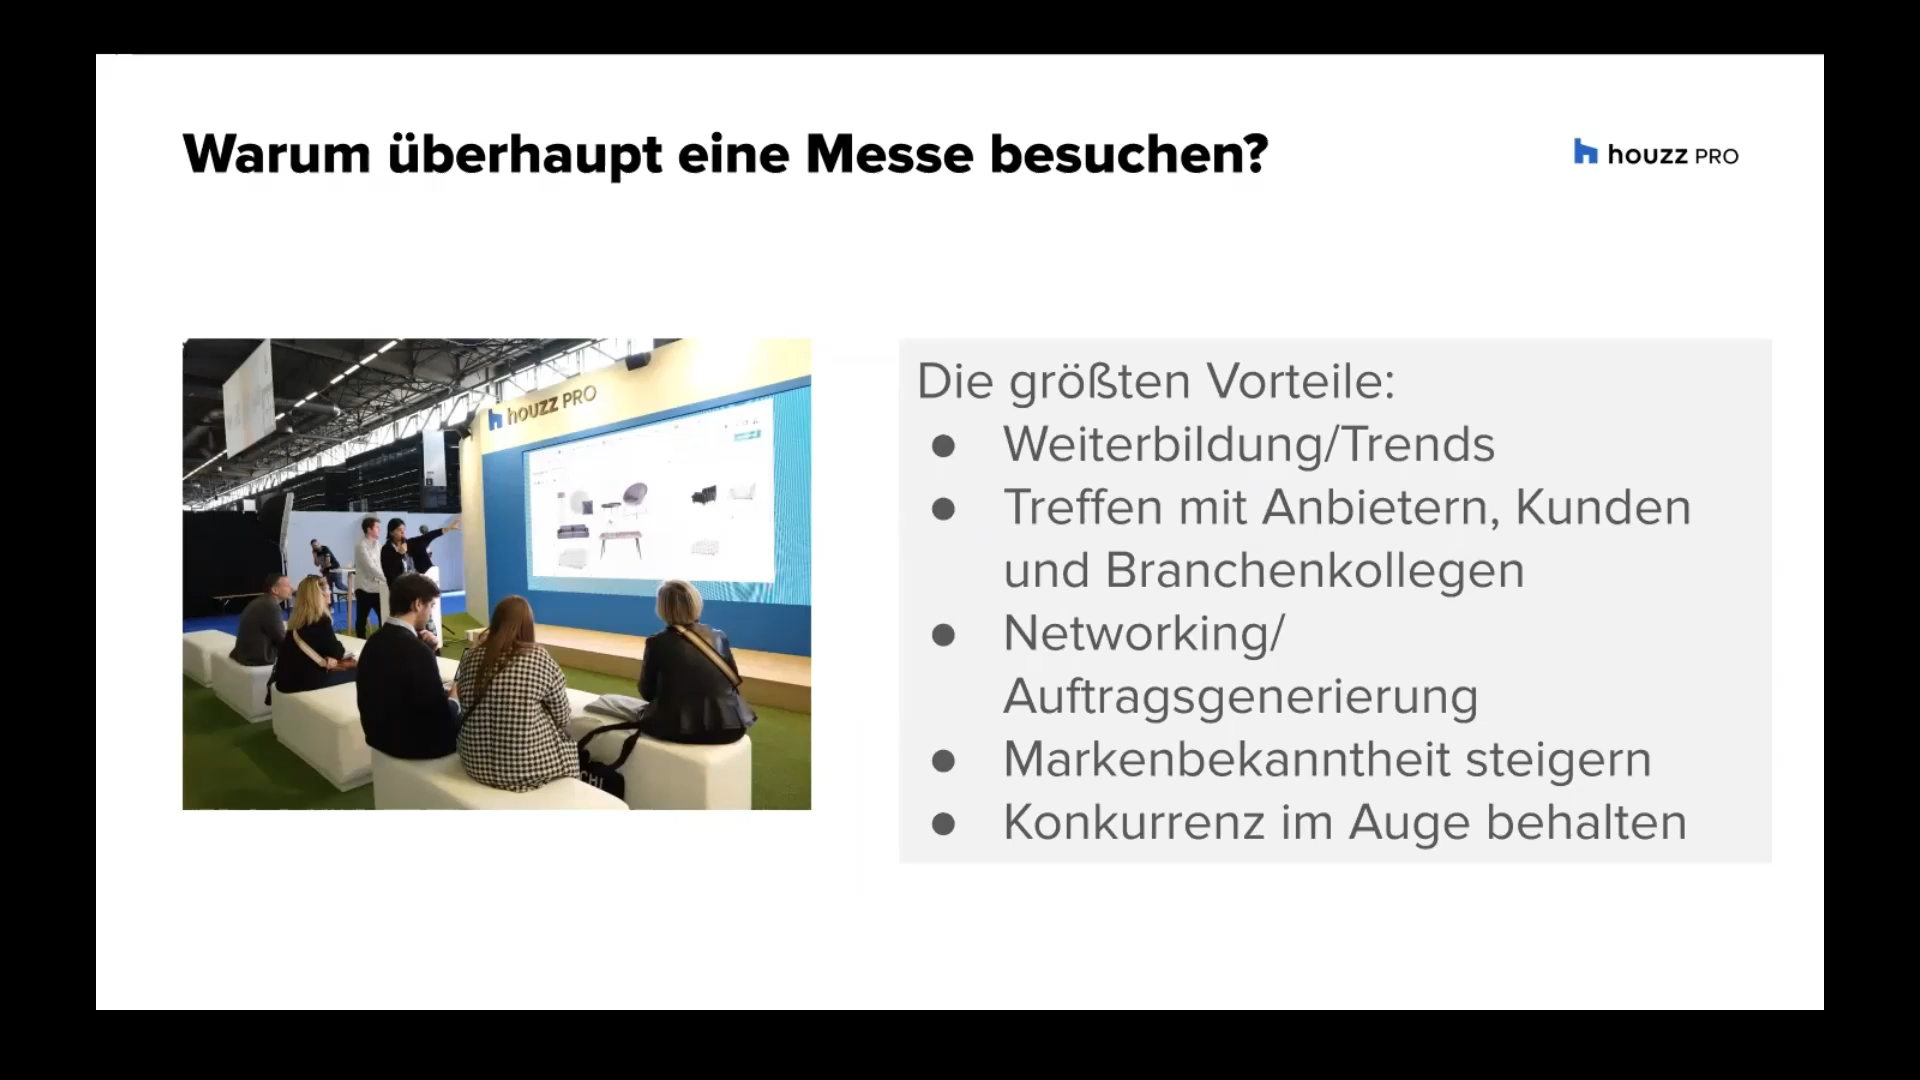 Warum überhaupt eine Messe besuchen?
houzz PRO
houzz PRO
Die größten Vorteile:
● Weiterbildung/Trends
● Treffen mit Anbietern, Kunden
und Branchenkollegen
● Networking/
Auftragsgenerierung
● Markenbekanntheit steigern
● Konkurrenz im Auge behalten